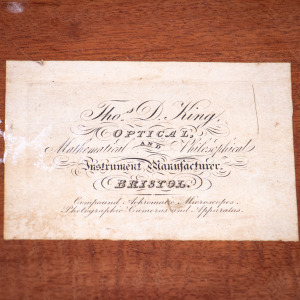 Thos. D. King,
OPTICAL,
Mathematical AND Philosophical
Instrument Manufacturer,
BRISTOL.
Compound Achromatic Microscopes,
Photographic Cameras and Apparatus.